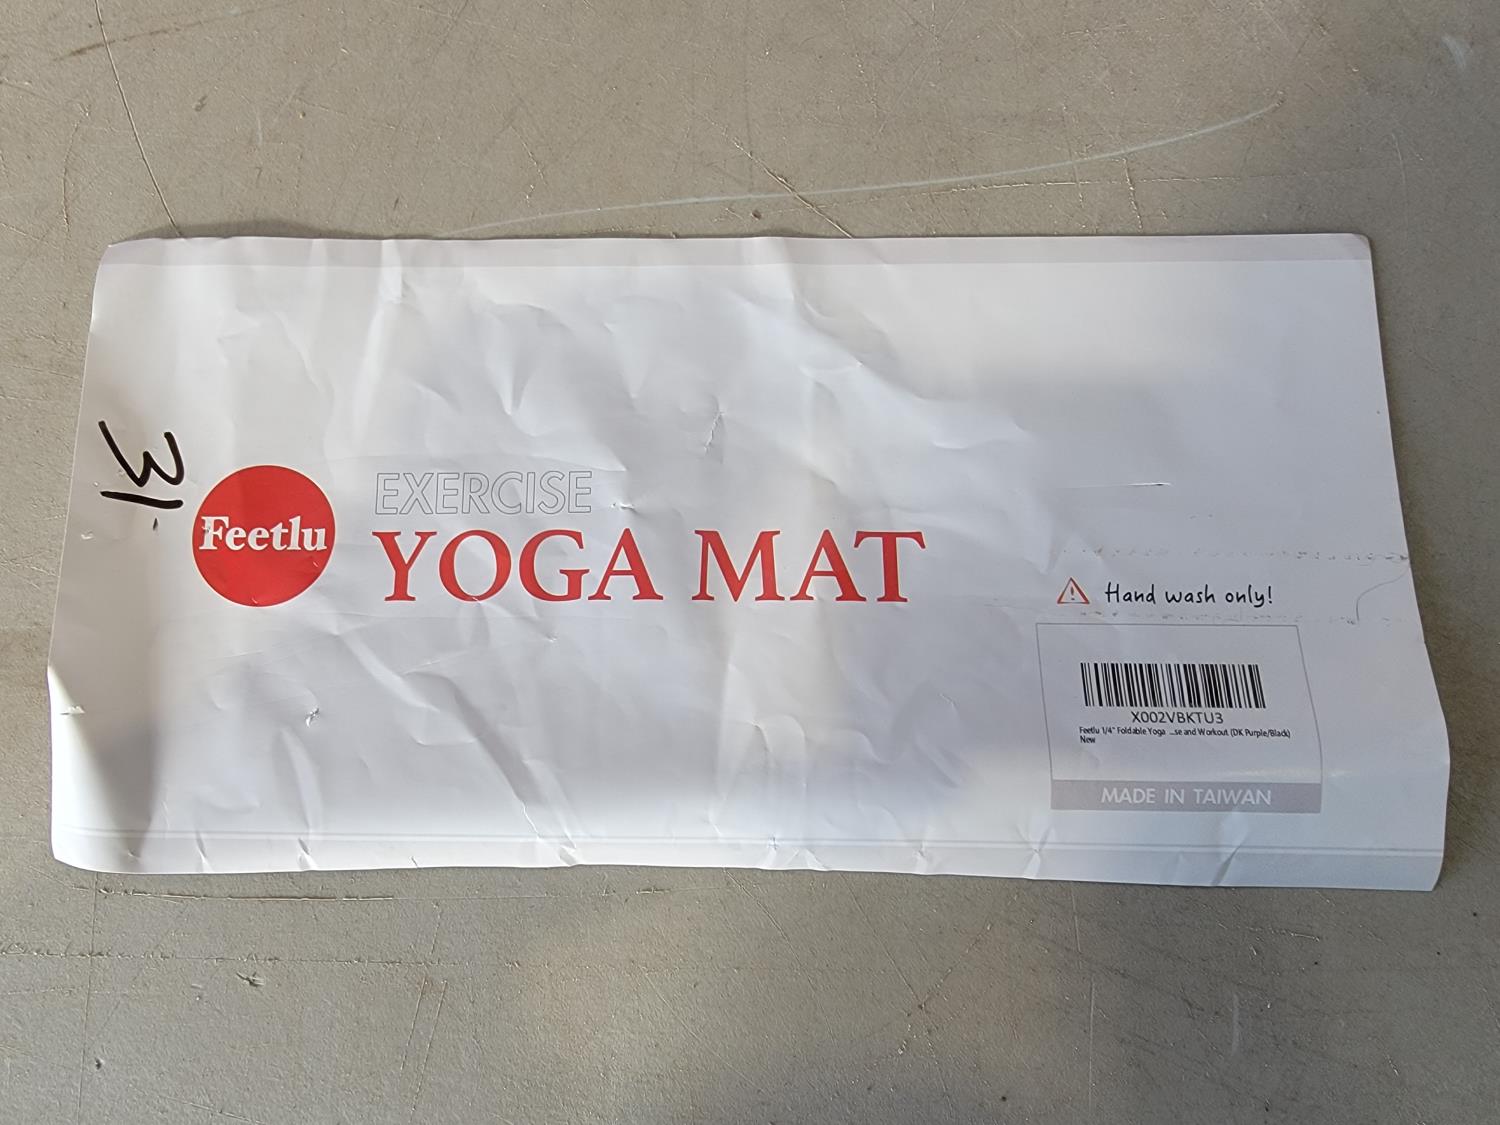 Feetlu
EXERCISE
YOGA MAT
Hand wash only!
X002VBKTU3
Feetlu 1/4" Foldable Yoga ...se and Workout (DK Purple/Black)
New
MADE IN TAIWAN